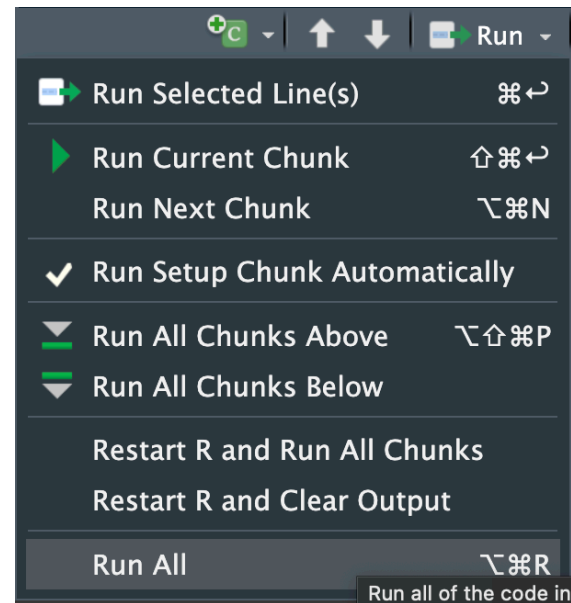 C Run
Run Selected Line(s) ⌘↩
Run Current Chunk ⇧⌘↩
Run Next Chunk ⌥⌘N
Run Setup Chunk Automatically
Run All Chunks Above ⌥⇧⌘P
Run All Chunks Below
Restart R and Run All Chunks
Restart R and Clear Output
Run All ⌥⌘R
Run all of the code in